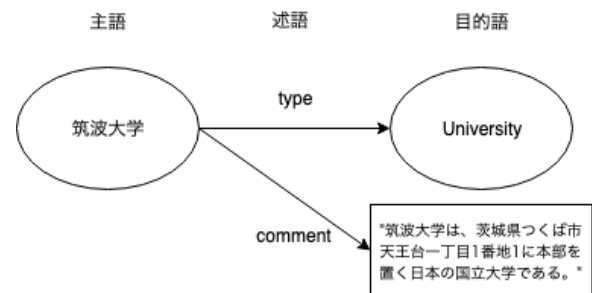 主語
述語
目的語
筑波大学
type
University
comment
"筑波大学は、茨城県つくば市
天王台一丁目1番地1に本部を
置く日本の国立大学である。"